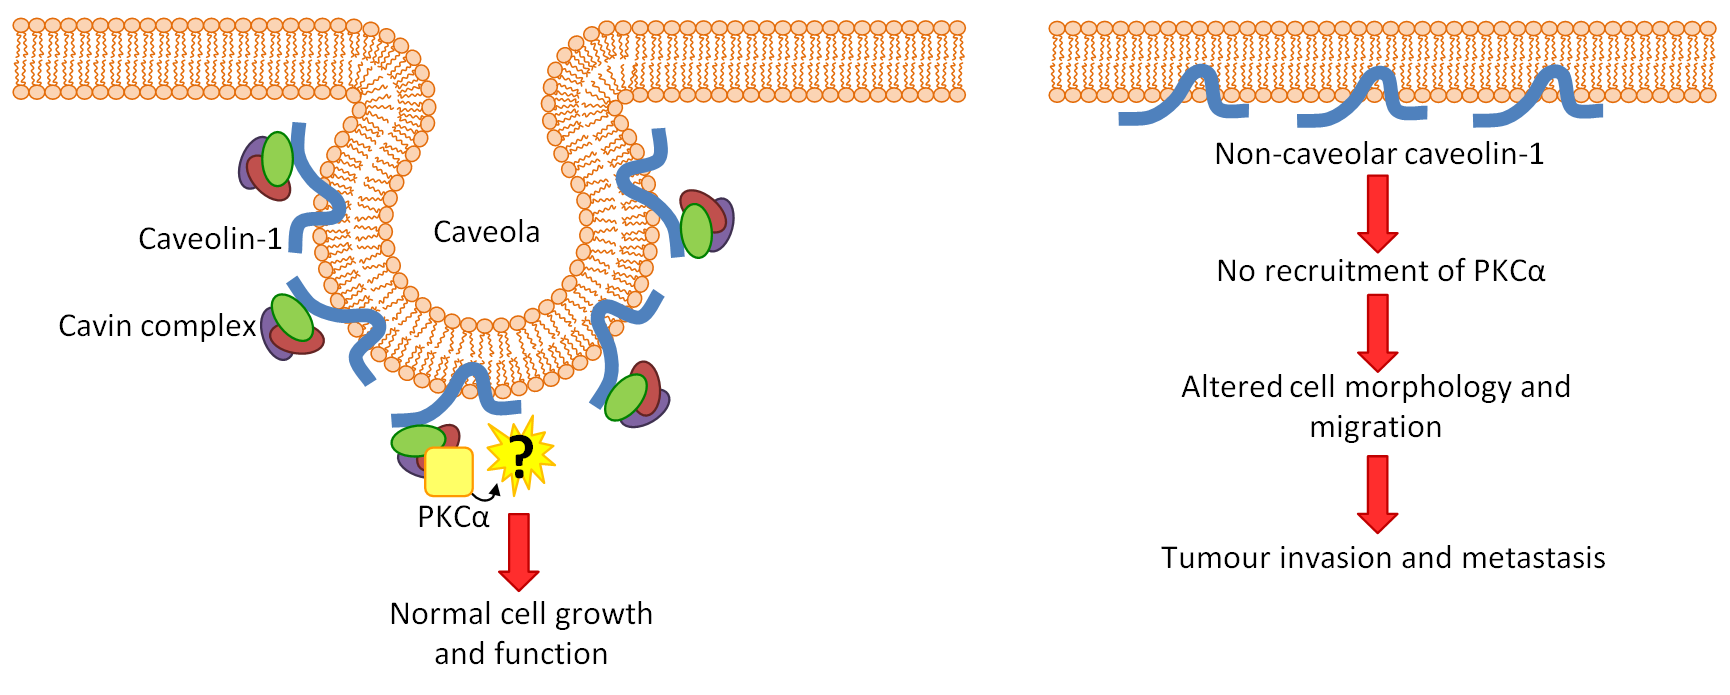 Caveolin-1
Caveola
Cavin complex
?
PKCα
Normal cell growth
and function
Non-caveolar caveolin-1
No recruitment of PKCα
Altered cell morphology and
migration
Tumour invasion and metastasis